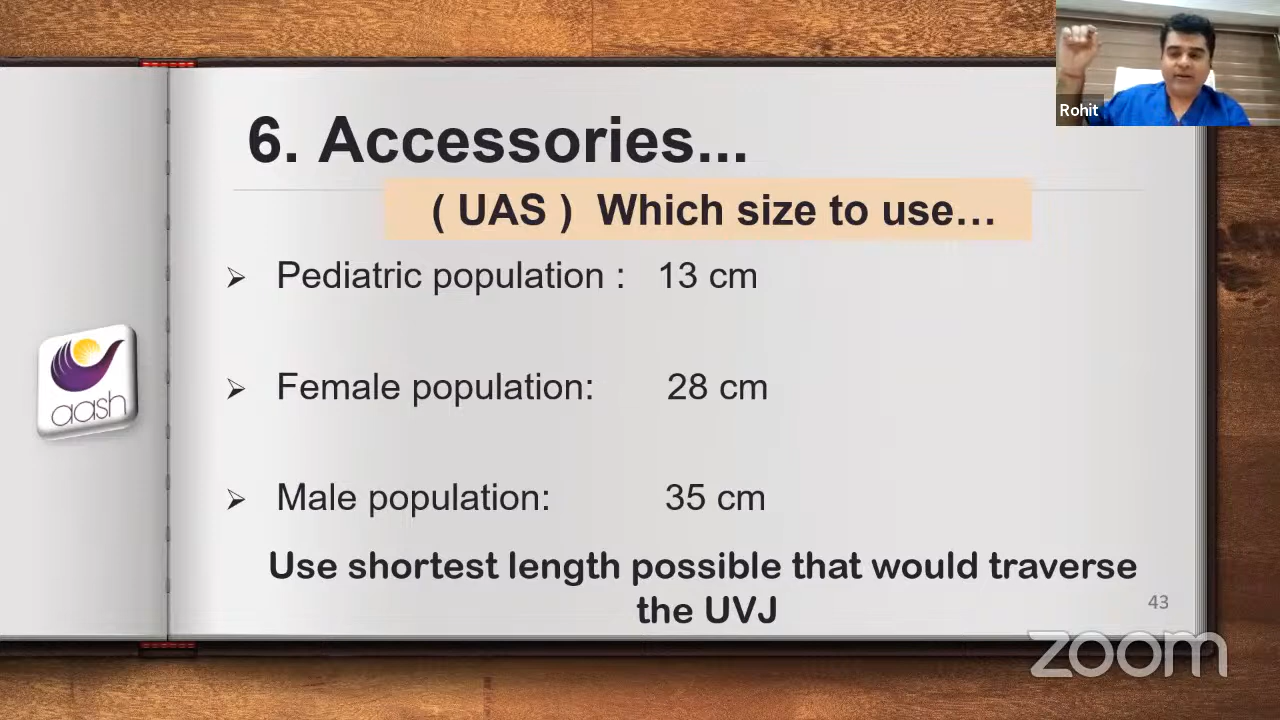 Rohit
6. Accessories...
( UAS ) Which size to use…
➢ Pediatric population : 13 cm
➢ Female population: 28 cm
➢ Male population: 35 cm
Use shortest length possible that would traverse
the UVJ
43
aash
zoom